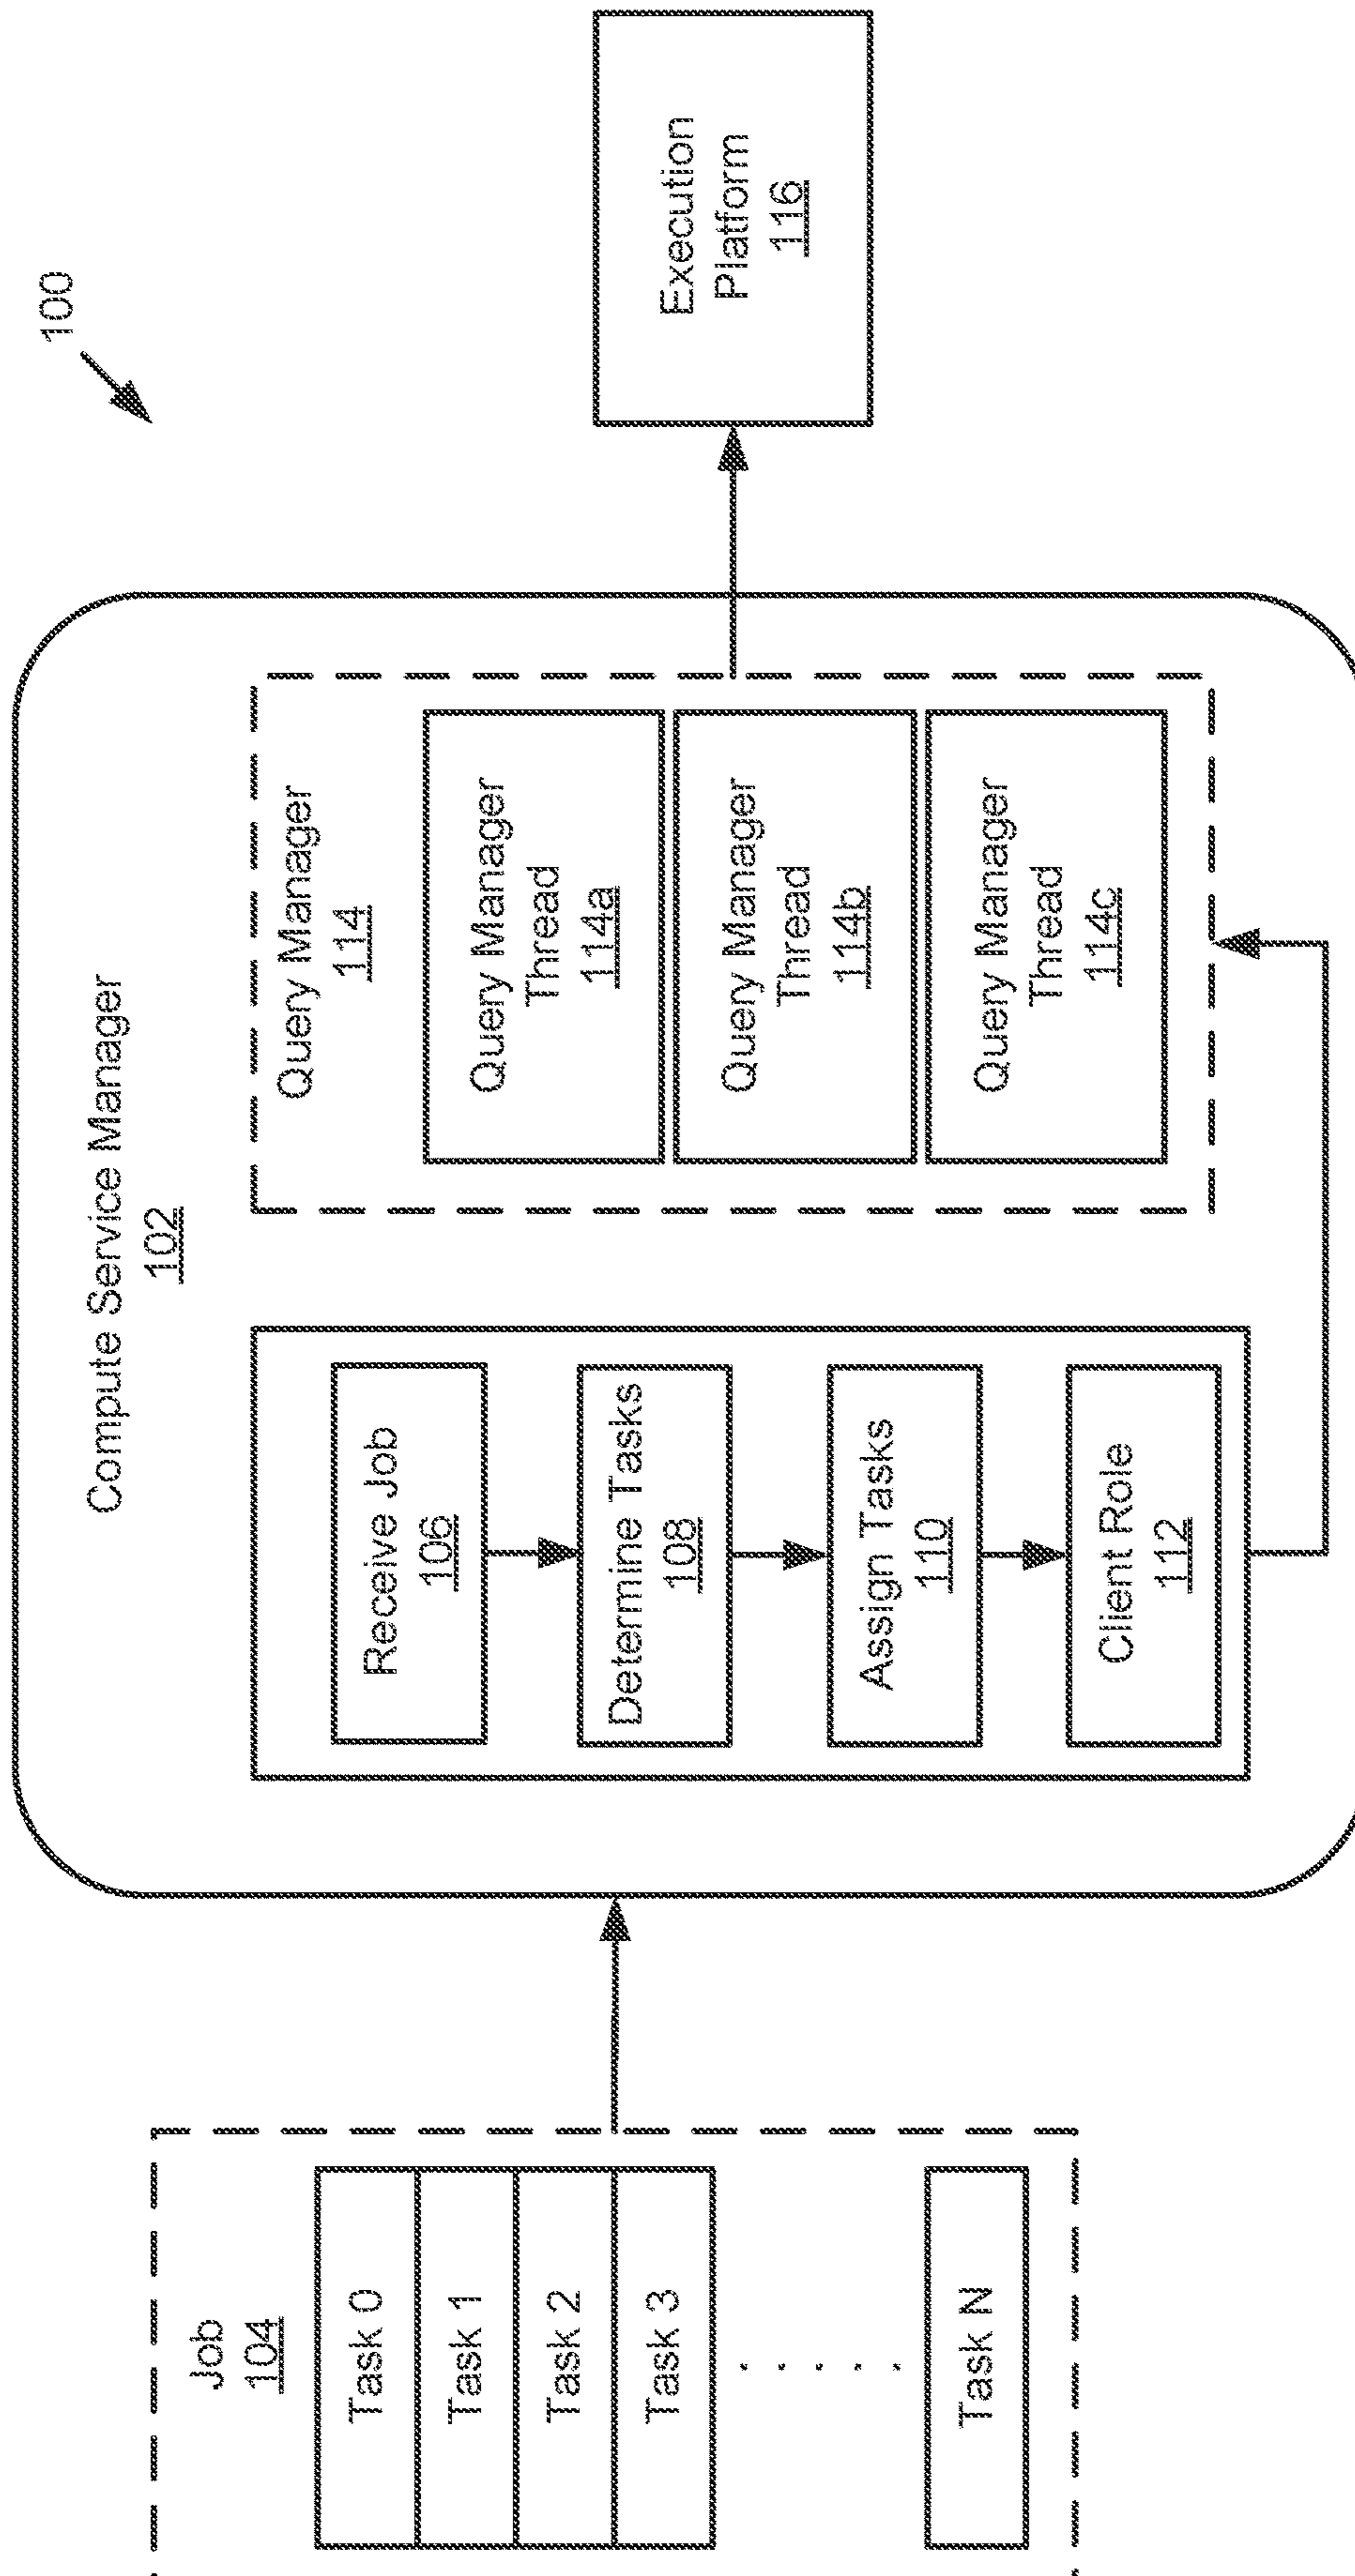 100
Job
104
Task 0
Task 1
Task 2
Task 3
. . . . .
Task N
Compute Service Manager
102
Receive Job
106
Determine Tasks
108
Assign Tasks
110
Client Role
112
Query Manager
114
Query Manager
Thread
114a
Query Manager
Thread
114b
Query Manager
Thread
114c
Execution
Platform
116